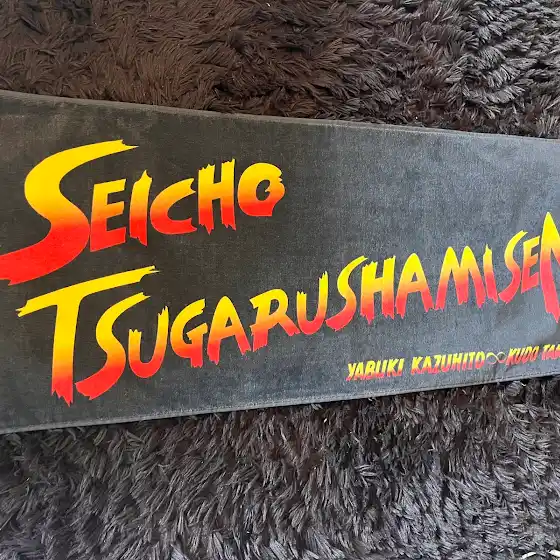 SEICHO
TSUGARUSHAMISEN
YABUKI KAZUHITO∞KUDO